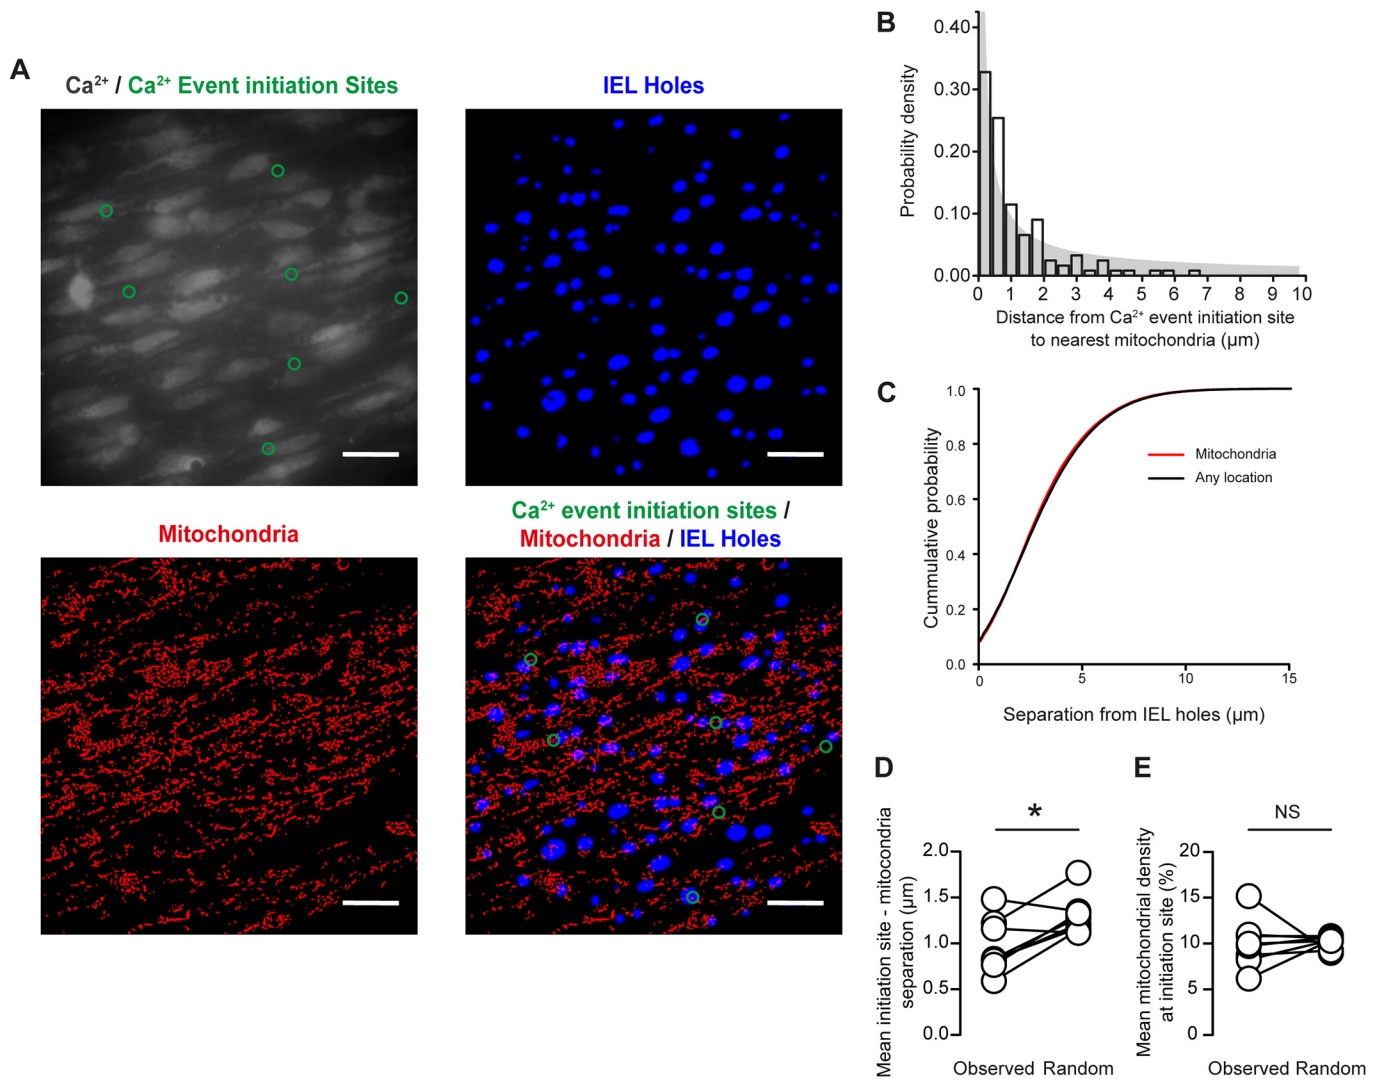 A
Ca²⁺ / Ca²⁺ Event initiation Sites
IEL Holes
Mitochondria
Ca²⁺ event initiation sites /
Mitochondria / IEL Holes
B
Probability density
0.40
0.30
0.20
0.10
0.00
0 1 2 3 4 5 6 7 8 9 10
Distance from Ca²⁺ event initiation site
to nearest mitochondria (µm)
C
Cummulative probability
1.0
0.8
0.6
0.4
0.2
0.0
0 5 10 15
Mitochondria
Any location
Separation from IEL holes (µm)
D
*
Mean initiation site - mitocondria
separation (µm)
2.0
1.5
1.0
0.5
0.0
Observed Random
E
NS
Mean mitochondrial density
at initiation site (%)
20
15
10
5
0
Observed Random